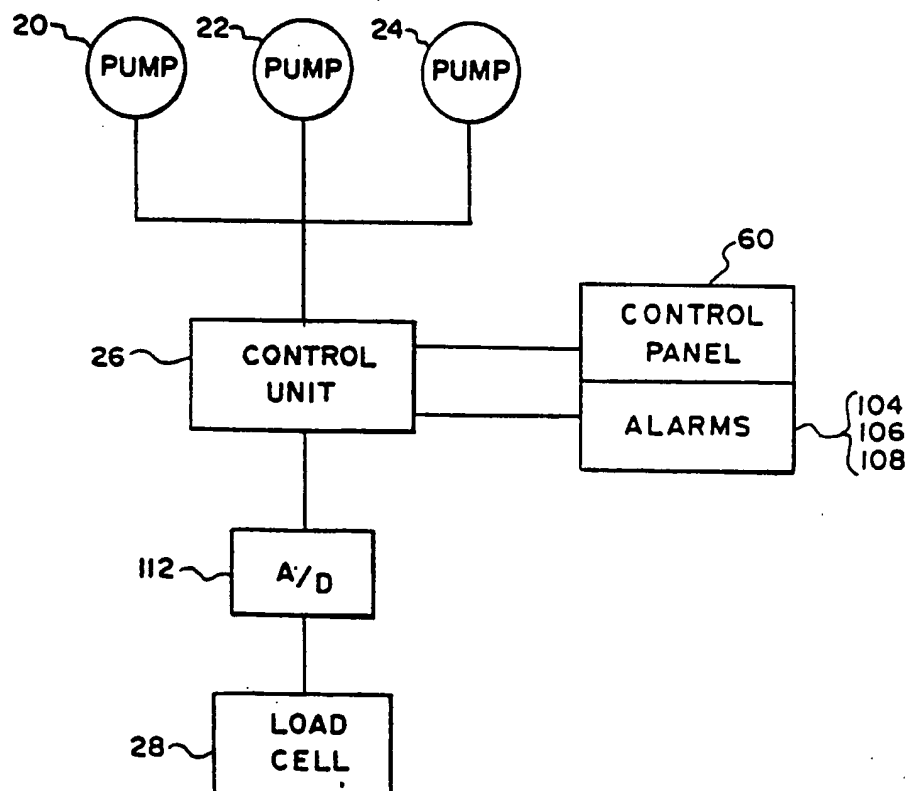 20 22 24
PUMP PUMP PUMP
60
CONTROL
PANEL
26
CONTROL
UNIT
ALARMS
104
106
108
112
A/D
28
LOAD
CELL